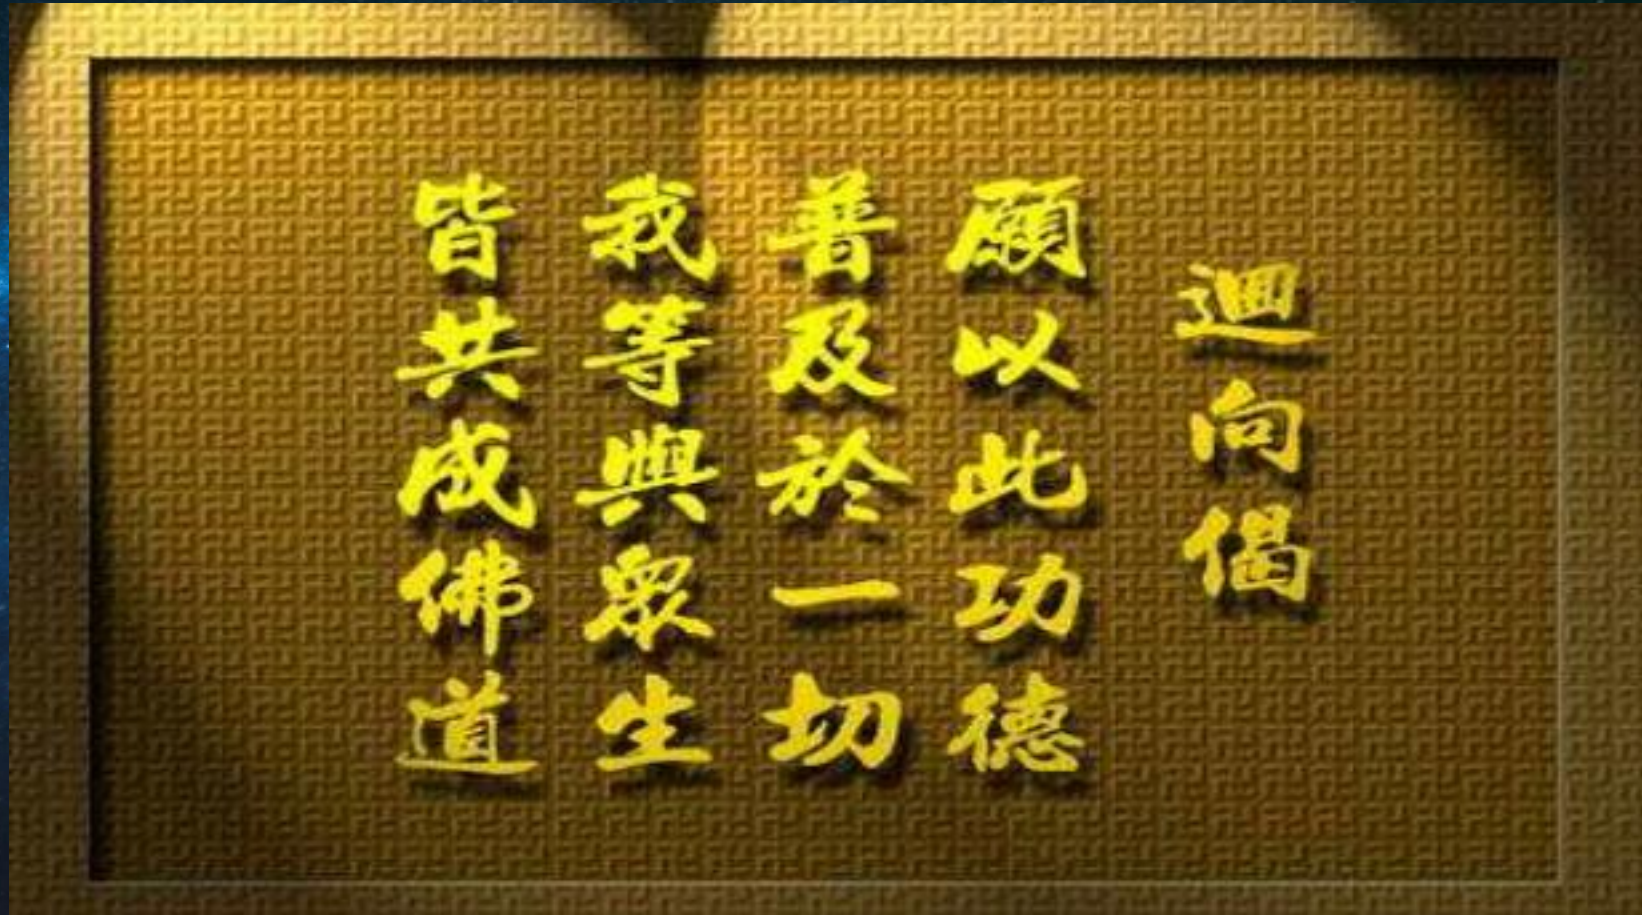 迴向偈
願以此功德
普及於一切
我等與眾生
皆共成佛道